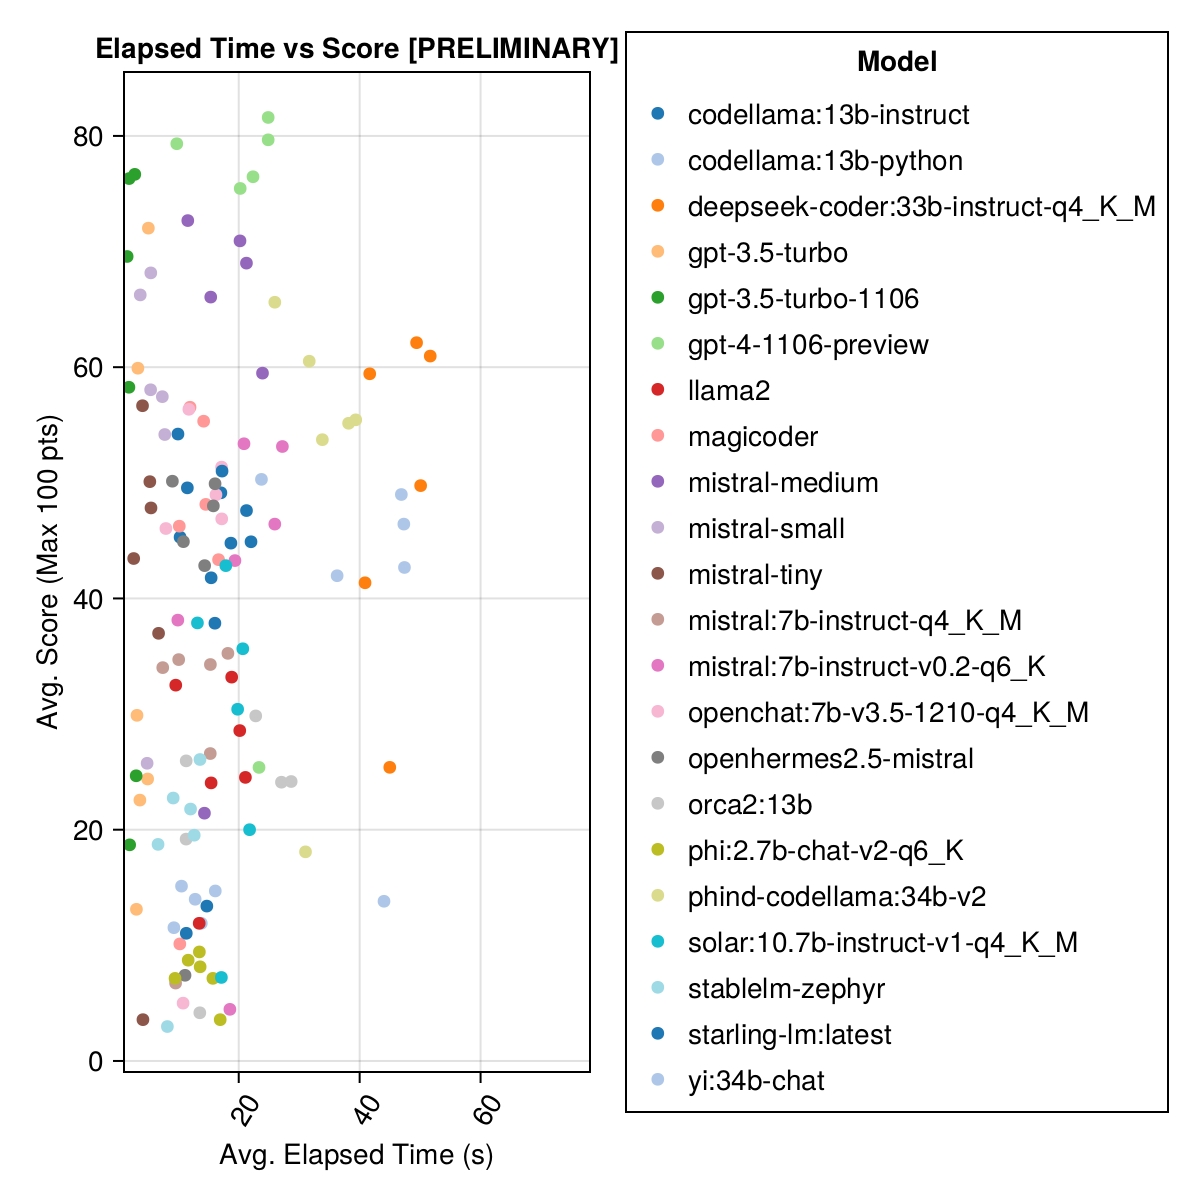 Elapsed Time vs Score [PRELIMINARY]
Avg. Score (Max 100 pts)
80
60
40
20
0
20
40
60
Avg. Elapsed Time (s)
Model
codellama:13b-instruct
codellama:13b-python
deepseek-coder:33b-instruct-q4_K_M
gpt-3.5-turbo
gpt-3.5-turbo-1106
gpt-4-1106-preview
llama2
magicoder
mistral-medium
mistral-small
mistral-tiny
mistral:7b-instruct-q4_K_M
mistral:7b-instruct-v0.2-q6_K
openchat:7b-v3.5-1210-q4_K_M
openhermes2.5-mistral
orca2:13b
phi:2.7b-chat-v2-q6_K
phind-codellama:34b-v2
solar:10.7b-instruct-v1-q4_K_M
stablelm-zephyr
starling-lm:latest
yi:34b-chat